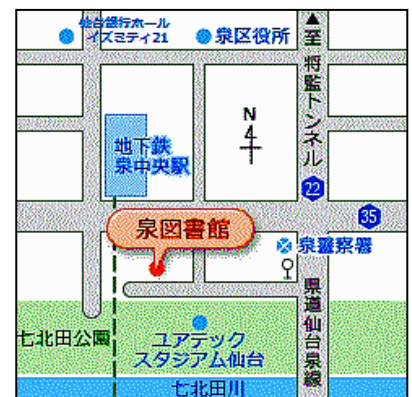 仙台銀行ホール
イズミティ21
泉区役所
▲至将監トンネル
N
地下鉄
泉中央駅
22
35
泉図書館
泉警察署
県道仙台泉線
七北田公園
ユアテック
スタジアム仙台
七北田川